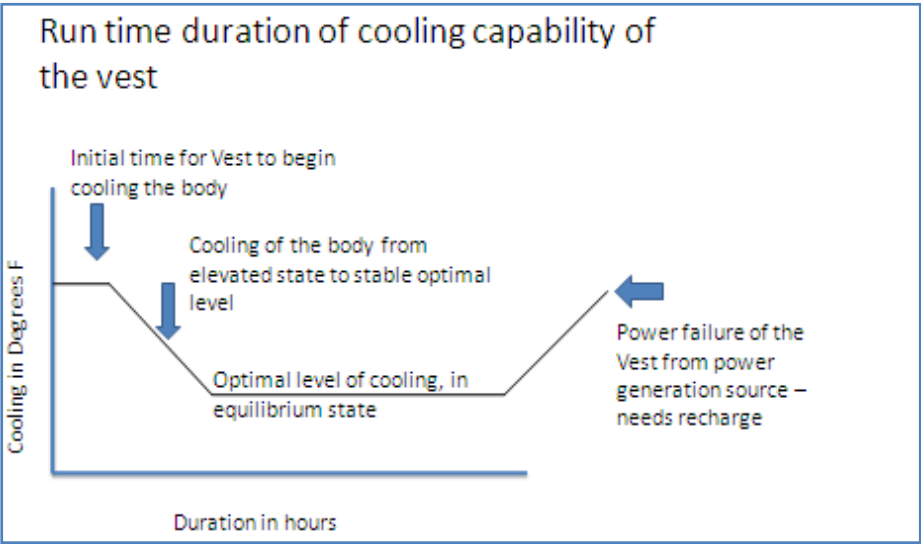 Run time duration of cooling capability of
the vest
Initial time for Vest to begin
cooling the body
Cooling of the body from
elevated state to stable optimal
level
Cooling in Degrees F
Optimal level of cooling, in
equilibrium state
Power failure of the
Vest from power
generation source –
needs recharge
Duration in hours